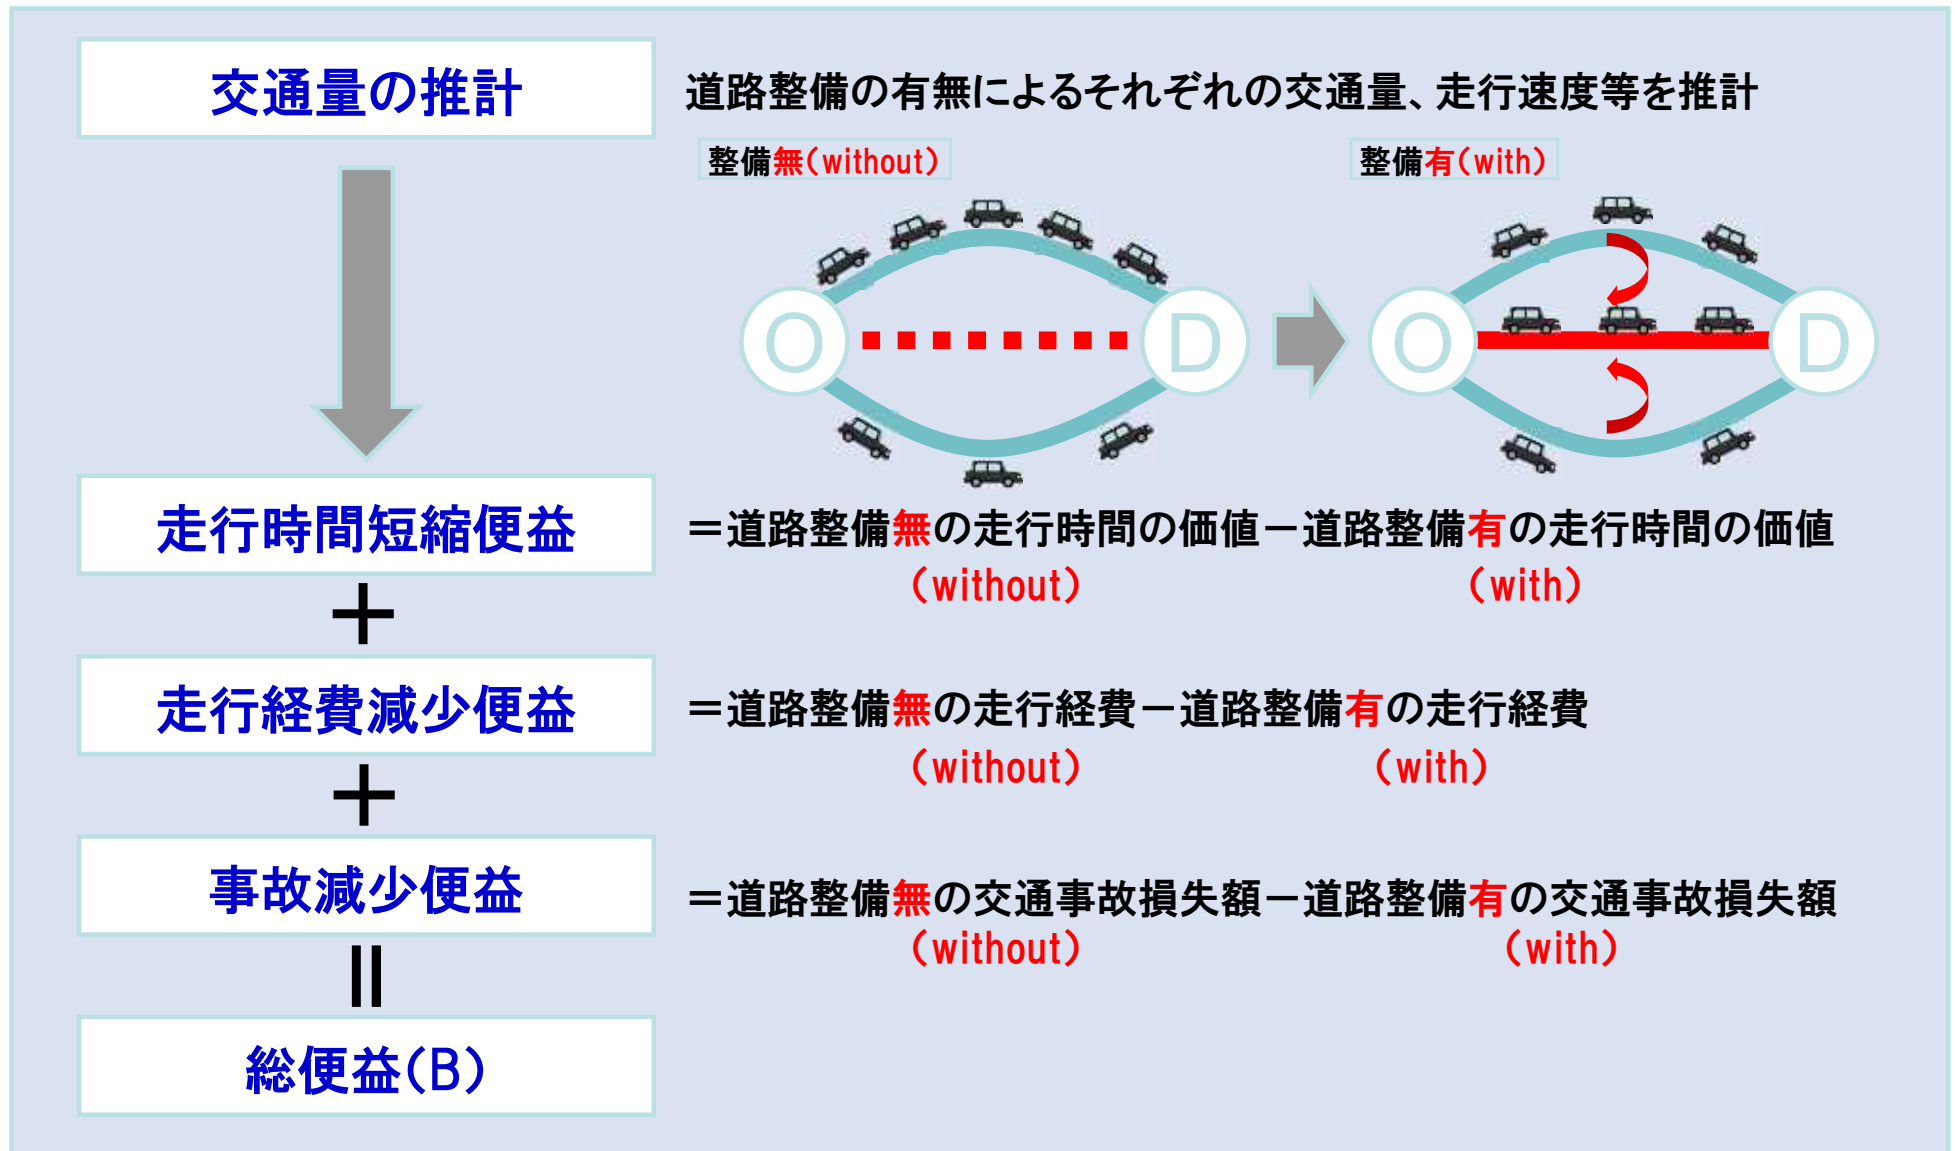 交通量の推計
道路整備の有無によるそれぞれの交通量、走行速度等を推計
整備無(without)
整備有(with)
O
D
O
D
走行時間短縮便益
＝道路整備無の走行時間の価値－道路整備有の走行時間の価値
(without)
(with)
＋
走行経費減少便益
＝道路整備無の走行経費－道路整備有の走行経費
(without)
(with)
＋
事故減少便益
＝道路整備無の交通事故損失額－道路整備有の交通事故損失額
(without)
(with)
＝
総便益(B)